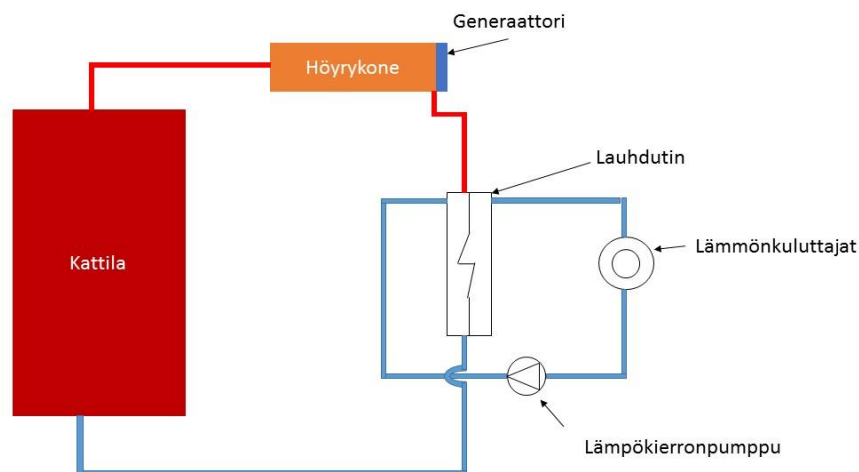 Generaattori
Höyrykone
Lauhdutin
Kattila
Lämmönkuluttajat
Lämpökierronpumppu